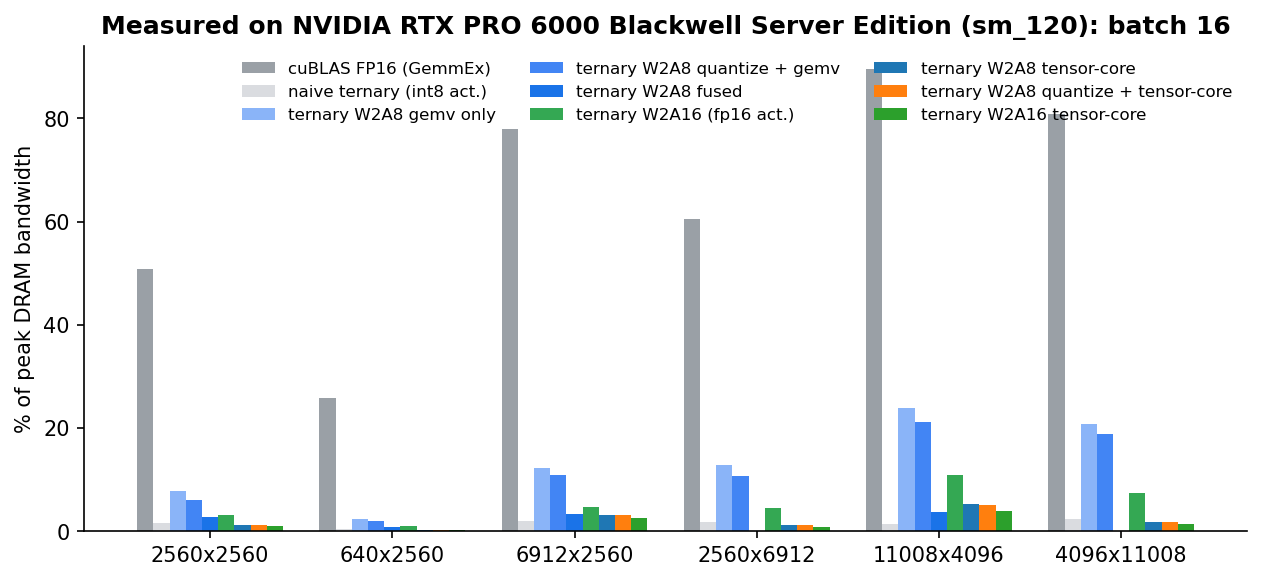 Measured on NVIDIA RTX PRO 6000 Blackwell Server Edition (sm_120): batch 16
cuBLAS FP16 (GemmEx)
naive ternary (int8 act.)
ternary W2A8 gemv only
ternary W2A8 quantize + gemv
ternary W2A8 fused
ternary W2A16 (fp16 act.)
ternary W2A8 tensor-core
ternary W2A8 quantize + tensor-core
ternary W2A16 tensor-core
% of peak DRAM bandwidth
80
60
40
20
0
2560x2560 640x2560 6912x2560 2560x6912 11008x4096 4096x11008